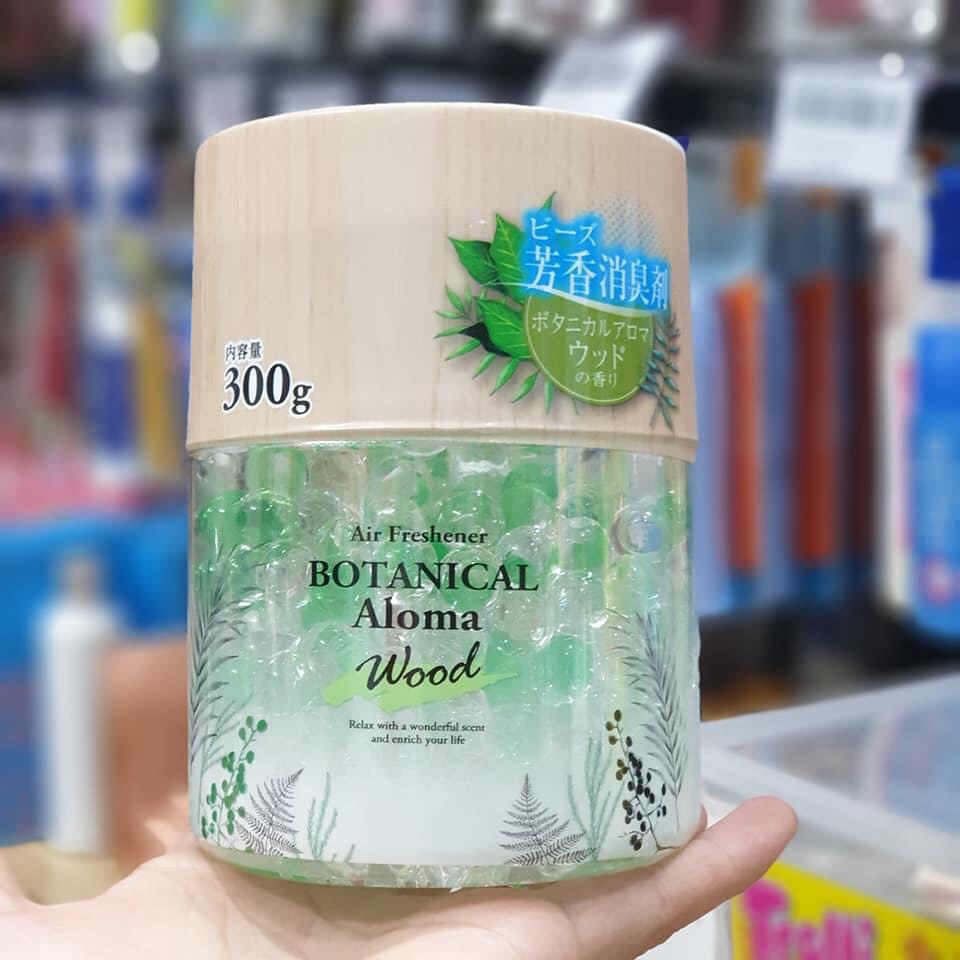 ビーズ
芳香消臭剤
ボタニカルアロマ
ウッド
の香り
内容量
300g
Air Freshener
BOTANICAL
Aloma
Wood
Relax with a wonderful scent
and enrich your life